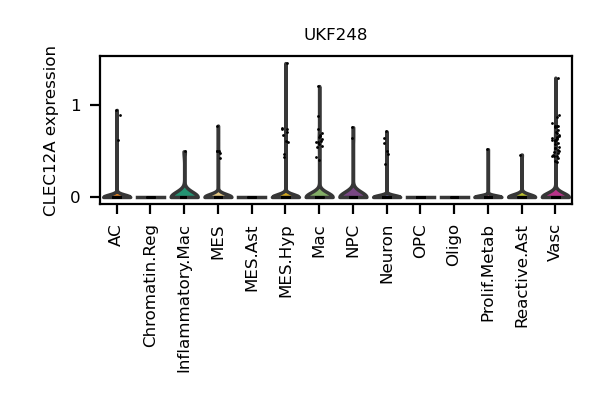 UKF248
CLEC12A expression
1
0
AC
Chromatin.Reg
Inflammatory.Mac
MES
MES.Ast
MES.Hyp
Mac
NPC
Neuron
OPC
Oligo
Prolif.Metab
Reactive.Ast
Vasc